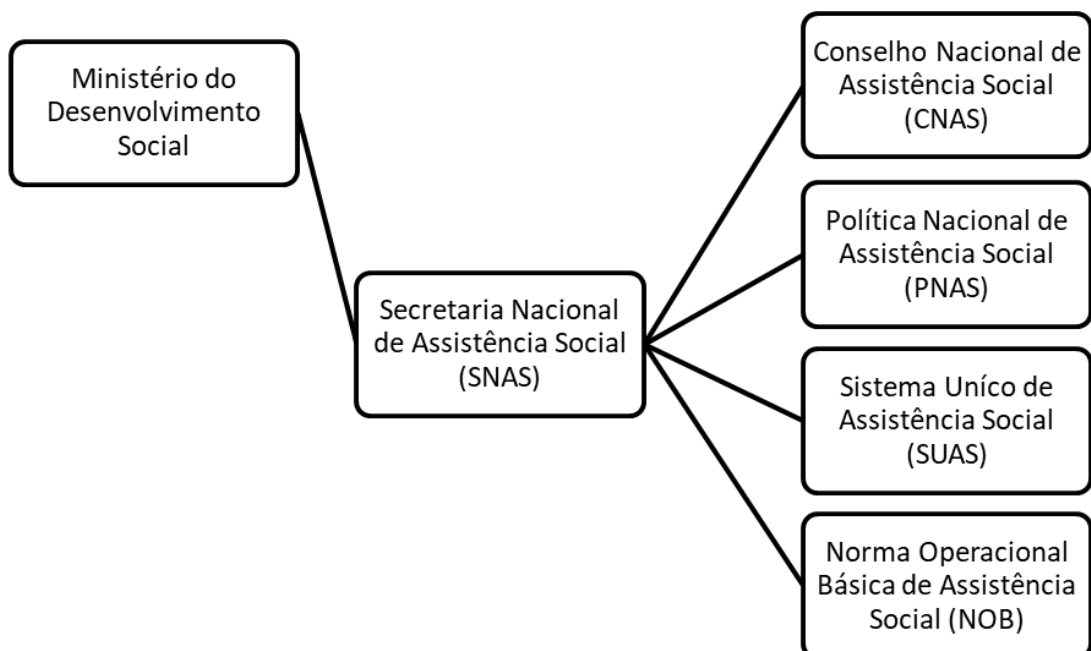 Ministério do
Desenvolvimento
Social
Secretaria Nacional
de Assistência Social
(SNAS)
Conselho Nacional de
Assistência Social
(CNAS)
Política Nacional de
Assistência Social
(PNAS)
Sistema Uníco de
Assistência Social
(SUAS)
Norma Operacional
Básica de Assistência
Social (NOB)